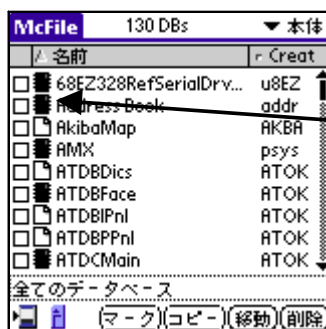 McFile 130 DBs ▼ 本体
名前 Creat
68EZ328RefSerialDrv... u8EZ
Address Book addr
AkibaMap AKBA
AMX psys
ATDBDics ATOK
ATDBFace ATOK
ATDBIPnl ATOK
ATDBPPnl ATOK
ATDCMain ATOK
全てのデータベース
マーク コピー 移動 削除